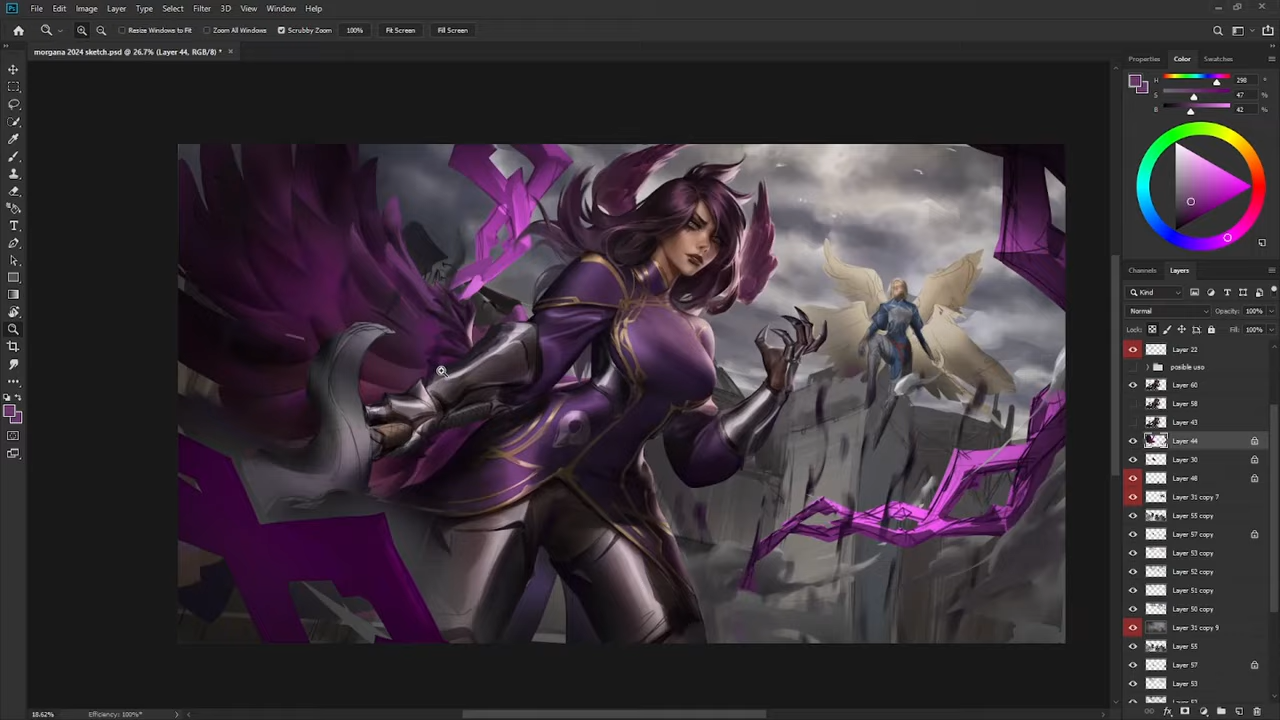 File Edit Image Layer Type Select Filter 3D View Window Help
Resize Windows to Fit Zoom All Windows Scrubby Zoom 100% Fit Screen Fill Screen
morgana 2024 sketch.psd @ 26.7% (Layer 44, RGB/8) *
Properties Color Swatches
H 298 °
S 47 %
B 42 %
Channels Layers
Kind
Normal Opacity: 100%
Lock: Fill: 100%
Layer 22
posible uso
Layer 60
Layer 58
Layer 43
Layer 44
Layer 30
Layer 48
Layer 31 copy 7
Layer 55 copy
Layer 57 copy
Layer 53 copy
Layer 52 copy
Layer 51 copy
Layer 50 copy
Layer 31 copy 9
Layer 55
Layer 57
Layer 53
18.62% Efficiency: 100%*